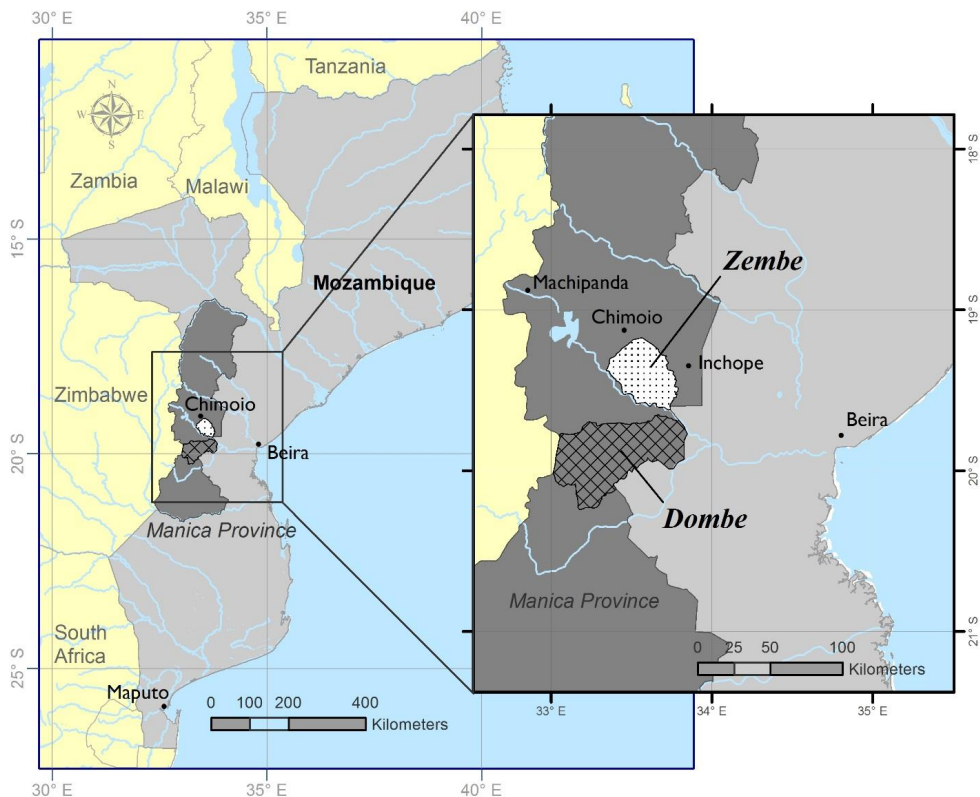 30° E 35° E 40° E
Tanzania
N
W E
S
Zambia
Malawi
15° S
Mozambique
Zimbabwe
Chimoio
20° S
Beira
Manica Province
South
Africa
25° S
Maputo
0 100 200 400
Kilometers
30° E 35° E 40° E
18° S
Zembe
Machipanda
19° S
Chimoio
Inchope
Beira
20° S
Dombe
Manica Province
21° S
0 25 50 100
Kilometers
33° E 34° E 35° E